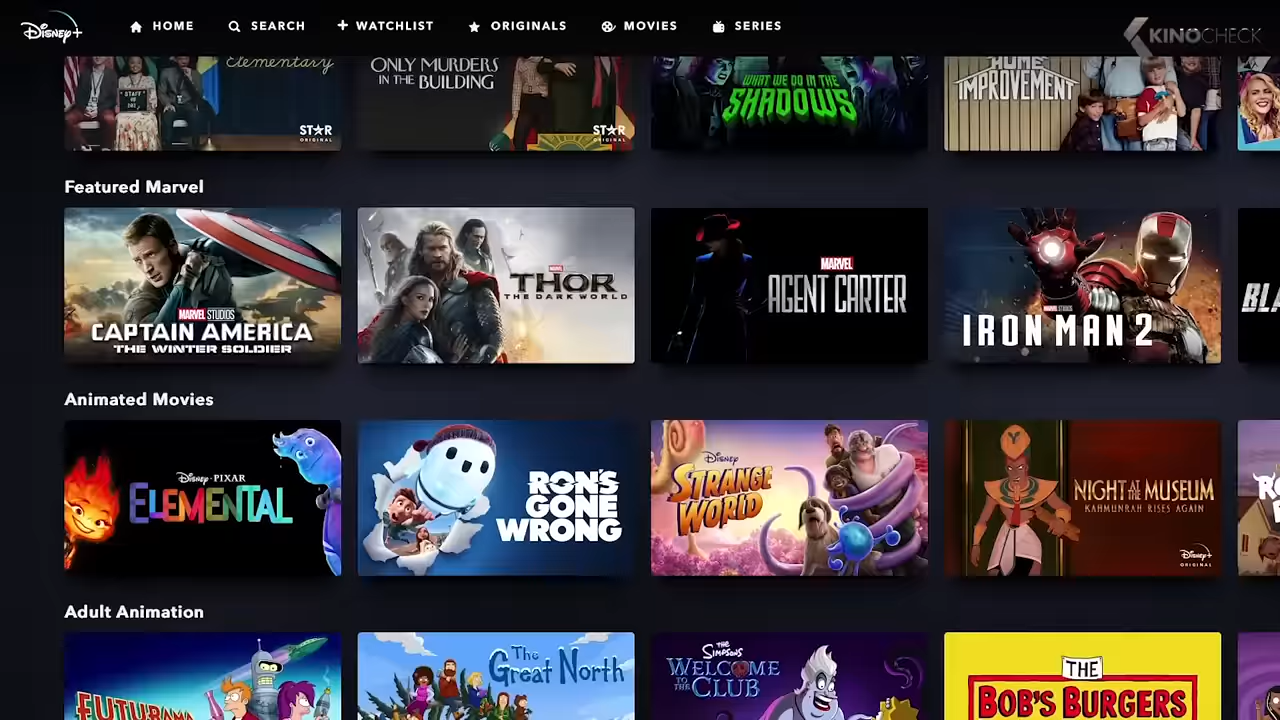 Disney+
HOME
SEARCH
WATCHLIST
ORIGINALS
MOVIES
SERIES
KINOCHECK
Elementary
"STAFF
STAR
ORIGINAL
ONLY MURDERS
IN THE BUILDING
STAR
ORIGINAL
WHAT WE DO IN THE
SHADOWS
HOME
IMPROVEMENT
Featured Marvel
MARVEL STUDIOS
CAPTAIN AMERICA
THE WINTER SOLDIER
MARVEL
THOR
THE DARK WORLD
MARVEL
AGENT CARTER
MARVEL STUDIOS
IRON MAN 2
BL
Animated Movies
Disney · PIXAR
ELEMENTAL
RON'S
GONE
WRONG
Disney
STRANGE
WORLD
NIGHT AT THE MUSEUM
KAHMUNRAH RISES AGAIN
Disney+
ORIGINAL
Adult Animation
FUTURAMA
The
Great North
THE
SIMPSONS
WELCOME
TO THE CLUB
THE
BOB'S BURGERS